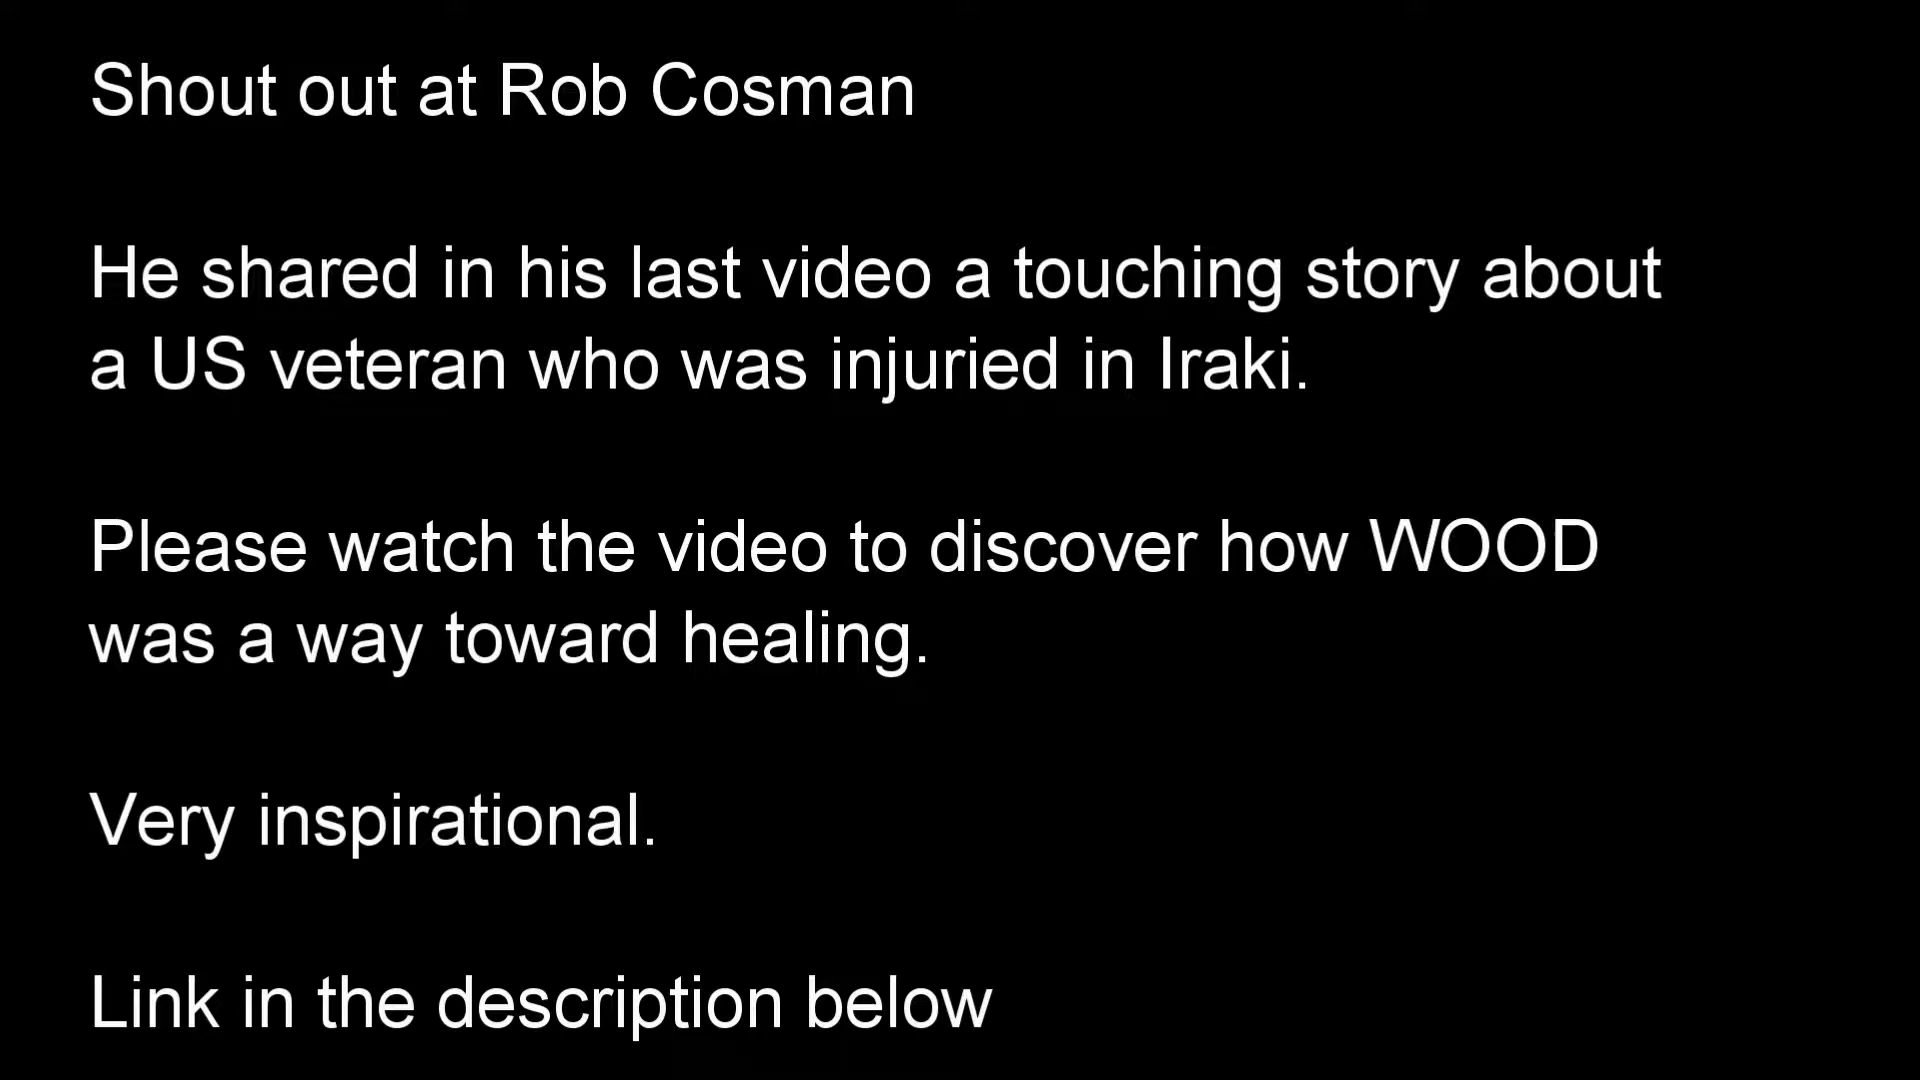 Shout out at Rob Cosman
He shared in his last video a touching story about
a US veteran who was injuried in Iraki.
Please watch the video to discover how WOOD
was a way toward healing.
Very inspirational.
Link in the description below